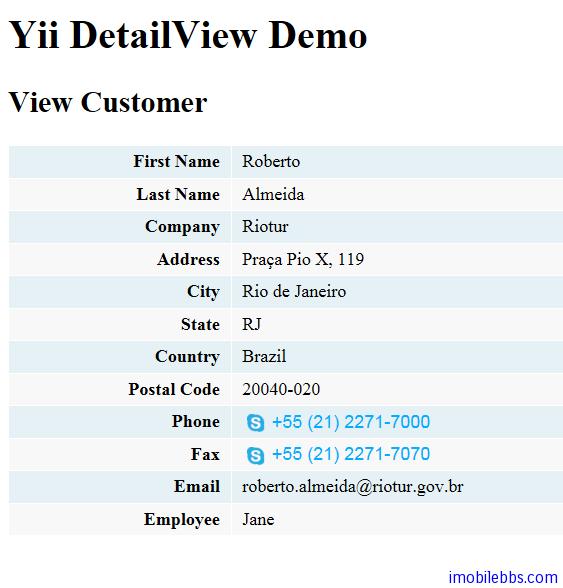 Yii DetailView Demo
View Customer
First Name Roberto
Last Name Almeida
Company Riotur
Address Praça Pio X, 119
City Rio de Janeiro
State RJ
Country Brazil
Postal Code 20040-020
Phone +55 (21) 2271-7000
Fax +55 (21) 2271-7070
Email roberto.almeida@riotur.gov.br
Employee Jane
imobilebbs.com